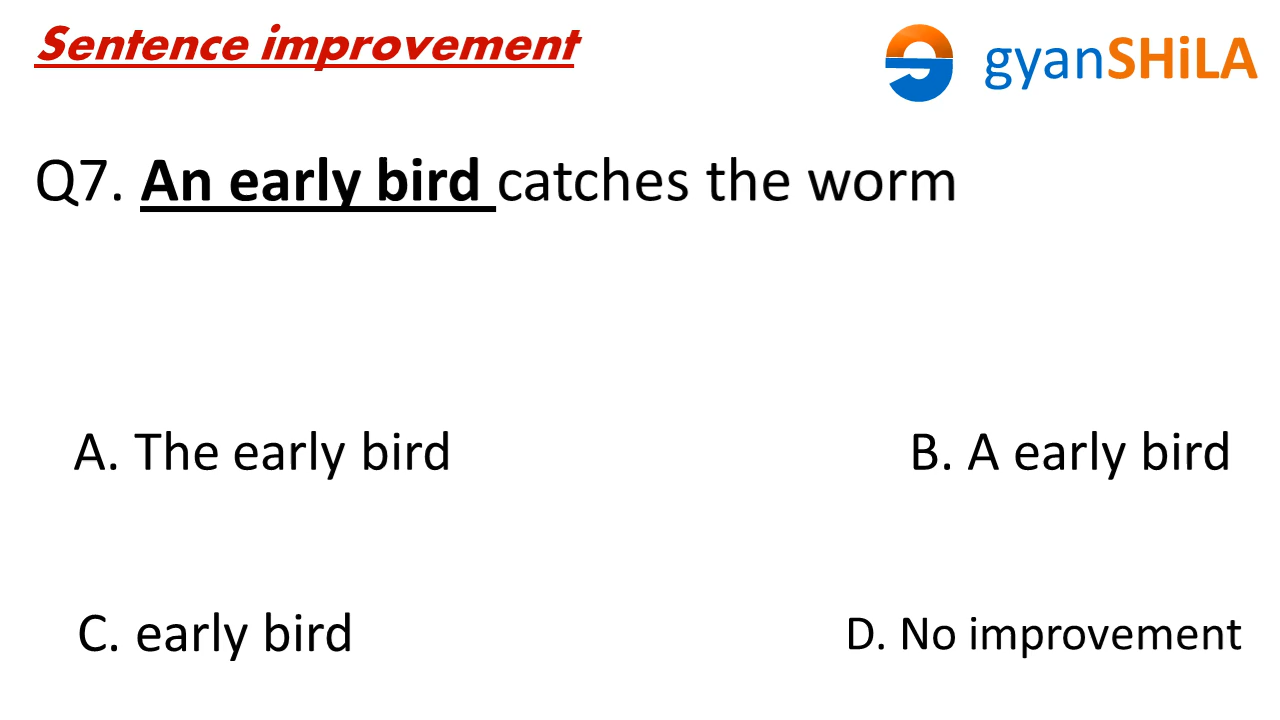 Sentence improvement
gyanSHiLA
Q7. An early bird catches the worm
A. The early bird
B. A early bird
C. early bird
D. No improvement